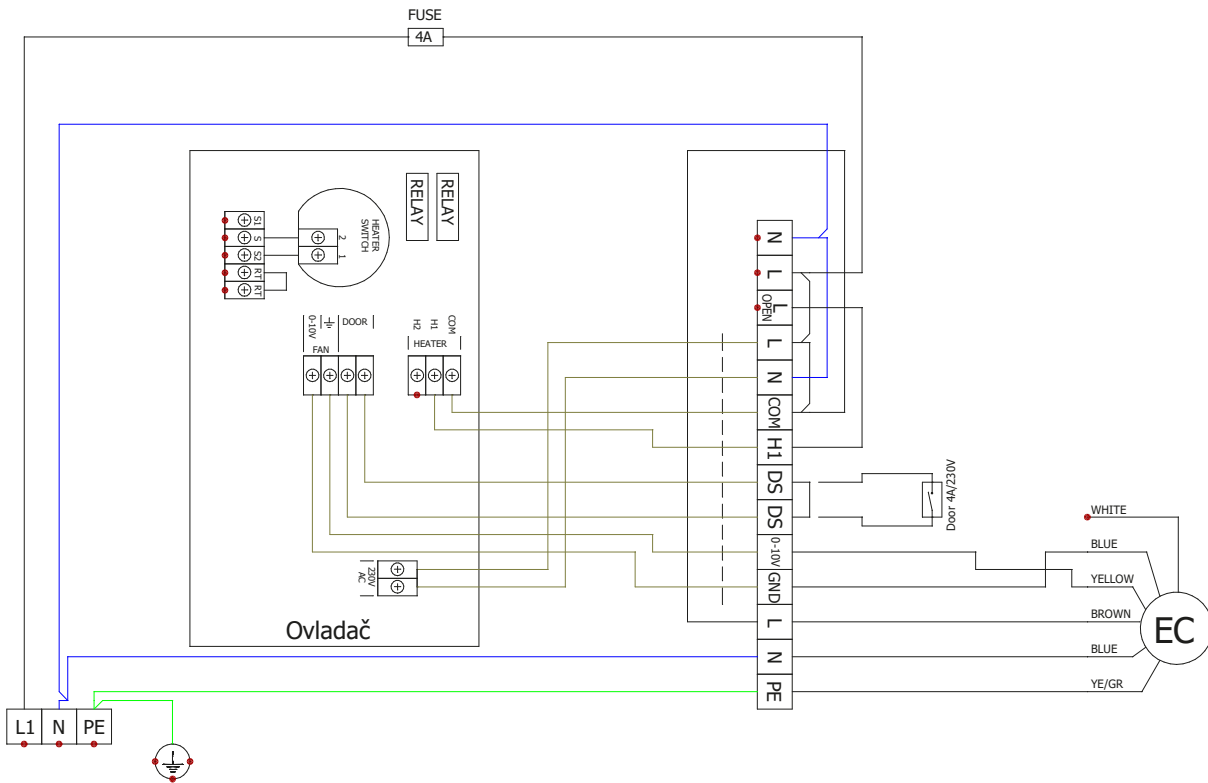 FUSE
4A
RELAY
RELAY
S1
S
S2
RT
RT
HEATER
SWITCH
2
1
0-10V
DOOR
FAN
H2
H1
COM
HEATER
230V
AC
Ovladač
N
L
L
OPEN
L
N
COM
H1
DS
DS
0-10V
GND
L
N
PE
Door 4A/230V
WHITE
BLUE
YELLOW
BROWN
BLUE
YE/GR
EC
L1
N
PE